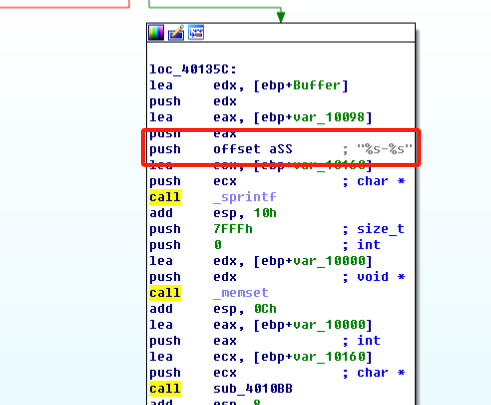 loc_40135C:
lea edx, [ebp+Buffer]
push edx
lea eax, [ebp+var_10098]
push eax
push offset aSS ; "%s-%s"
lea ecx, [ebp+var_10160]
push ecx ; char *
call _sprintf
add esp, 10h
push 7FFFh ; size_t
push 0 ; int
lea edx, [ebp+var_10000]
push edx ; void *
call _memset
add esp, 0Ch
lea eax, [ebp+var_10000]
push eax ; int
lea ecx, [ebp+var_10160]
push ecx ; char *
call sub_4010BB
add esp, 8